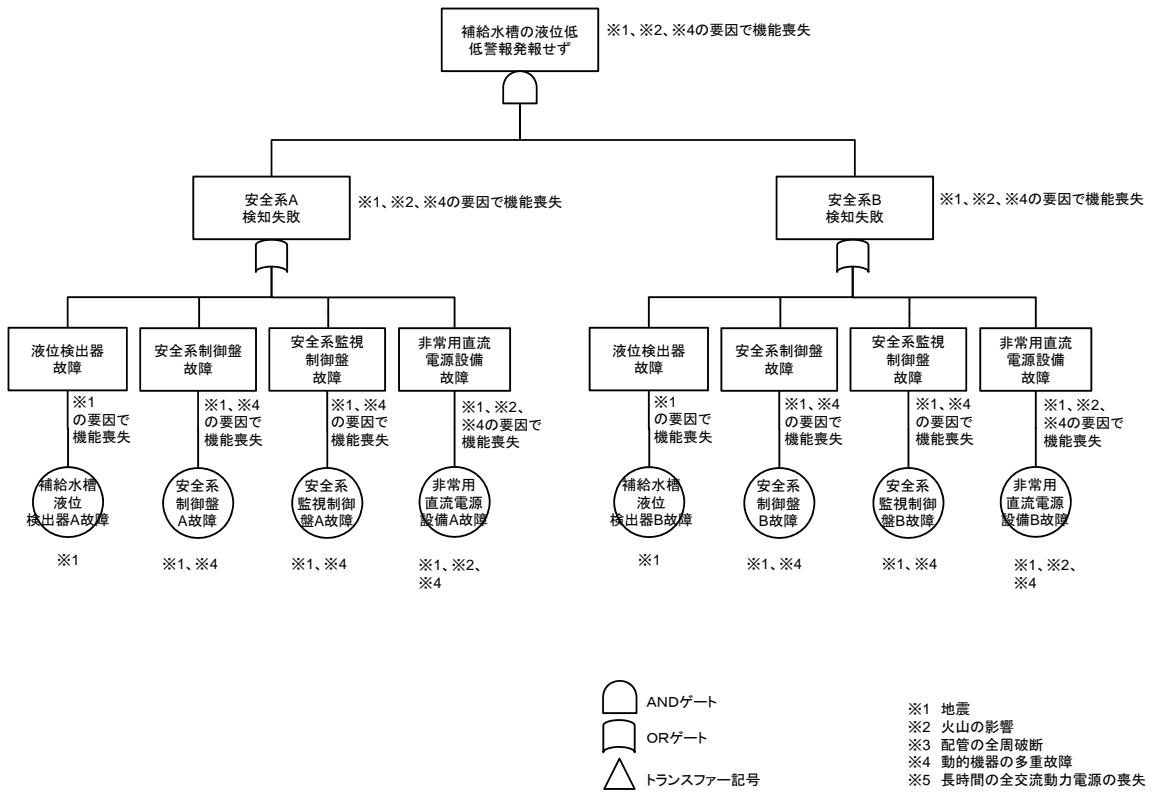 補給水槽の液位低
低警報発報せず
※1、※2、※4の要因で機能喪失
安全系A
検知失敗
※1、※2、※4の要因で機能喪失
安全系B
検知失敗
※1、※2、※4の要因で機能喪失
液位検出器
故障
安全系制御盤
故障
安全系監視
制御盤
故障
非常用直流
電源設備
故障
液位検出器
故障
安全系制御盤
故障
安全系監視
制御盤
故障
非常用直流
電源設備
故障
※1
の要因で
機能喪失
※1、※4
の要因で
機能喪失
※1、※4
の要因で
機能喪失
※1、※2、
※4の要因で
機能喪失
※1
の要因で
機能喪失
※1、※4
の要因で
機能喪失
※1、※4
の要因で
機能喪失
※1、※2、
※4の要因で
機能喪失
補給水槽
液位
検出器A故障
安全系
制御盤
A故障
安全系
監視制御
盤A故障
非常用
直流電源
設備A故障
補給水槽
液位
検出器B故障
安全系
制御盤
B故障
安全系
監視制御
盤B故障
非常用
直流電源
設備B故障
※1
※1、※4
※1、※4
※1、※2、
※4
※1
※1、※4
※1、※4
※1、※2、
※4
ANDゲート
ORゲート
トランスファー記号
※1 地震
※2 火山の影響
※3 配管の全周破断
※4 動的機器の多重故障
※5 長時間の全交流動力電源の喪失